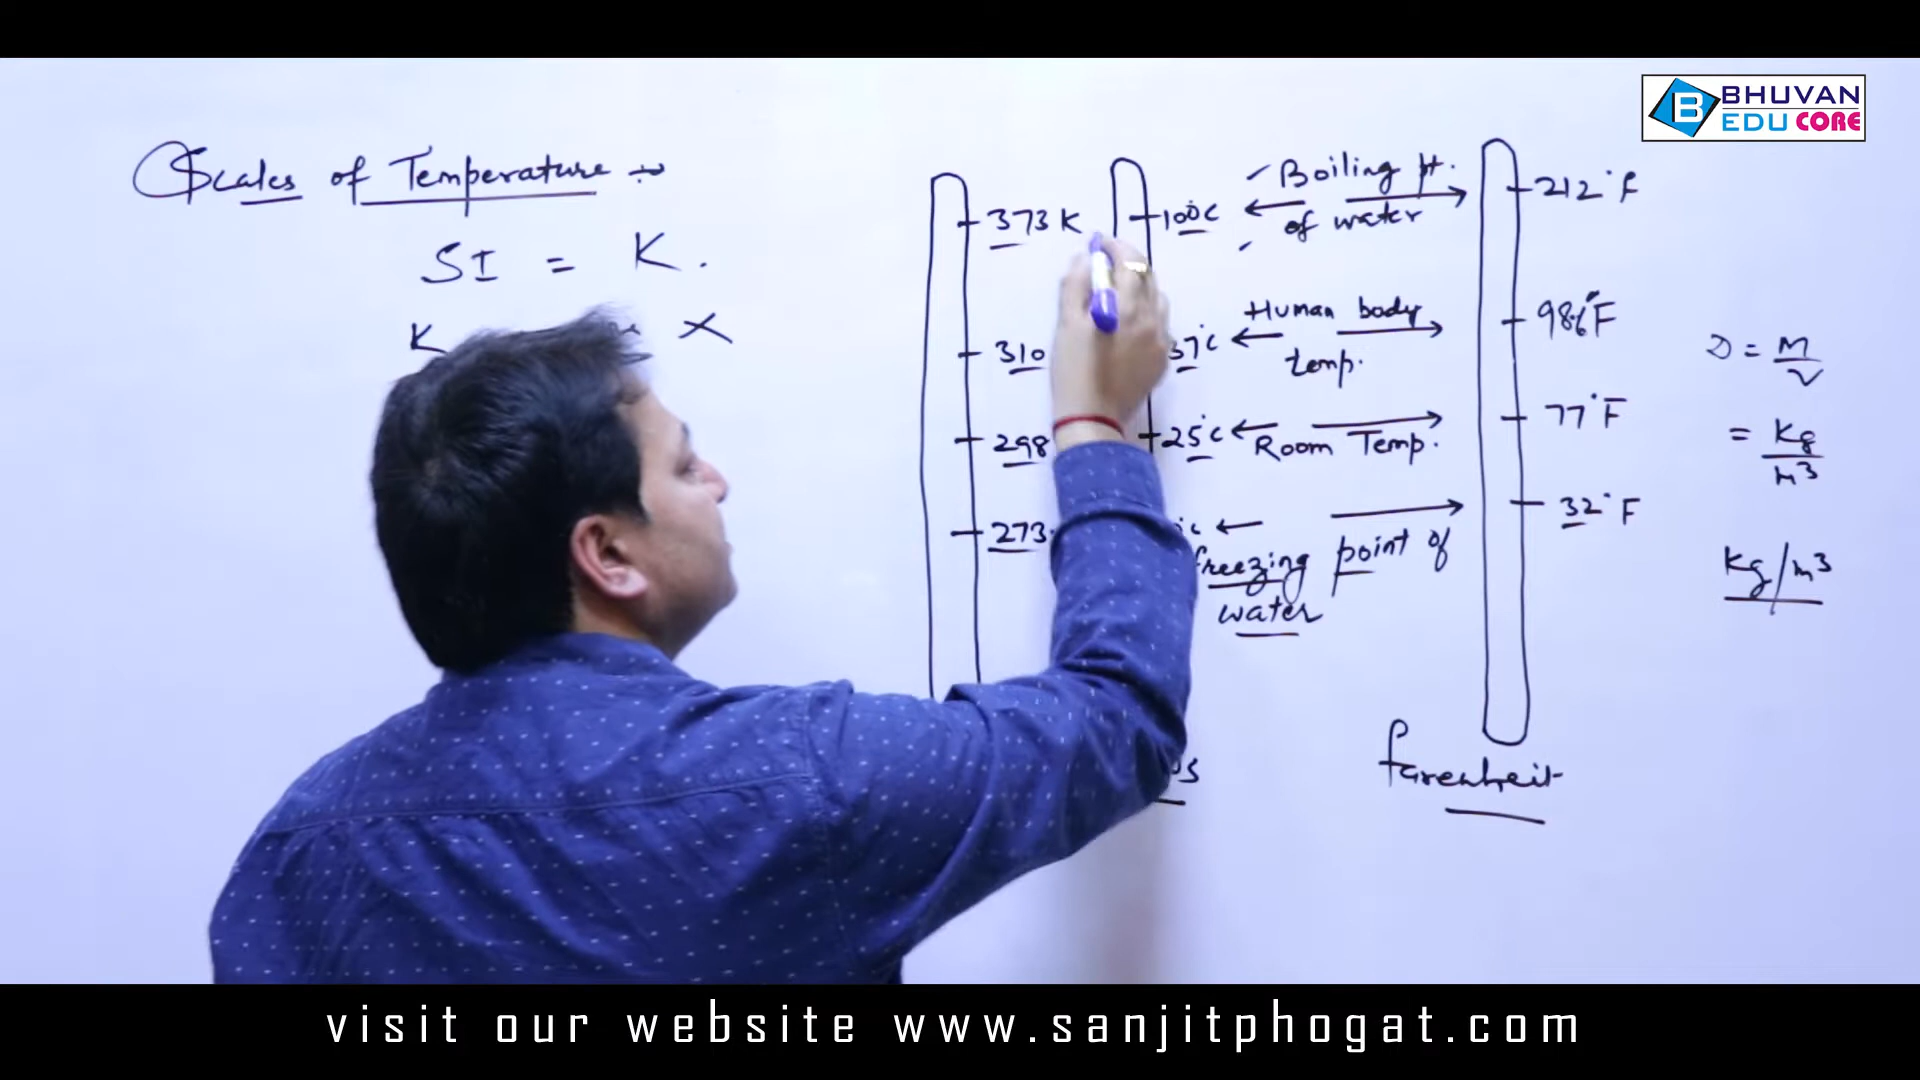 BHUVAN
EDU CORE
Scales of Temperature :-
SI = K.
K
373 K
310
298
273
100°C
37°C
25°C
Boiling pt.
of water
Human body
temp.
Room Temp.
freezing point of
water
212°F
98.6°F
77°F
32°F
farenheit
D = M/V
= Kg/m³
Kg/m³
visit our website www.sanjitphogat.com